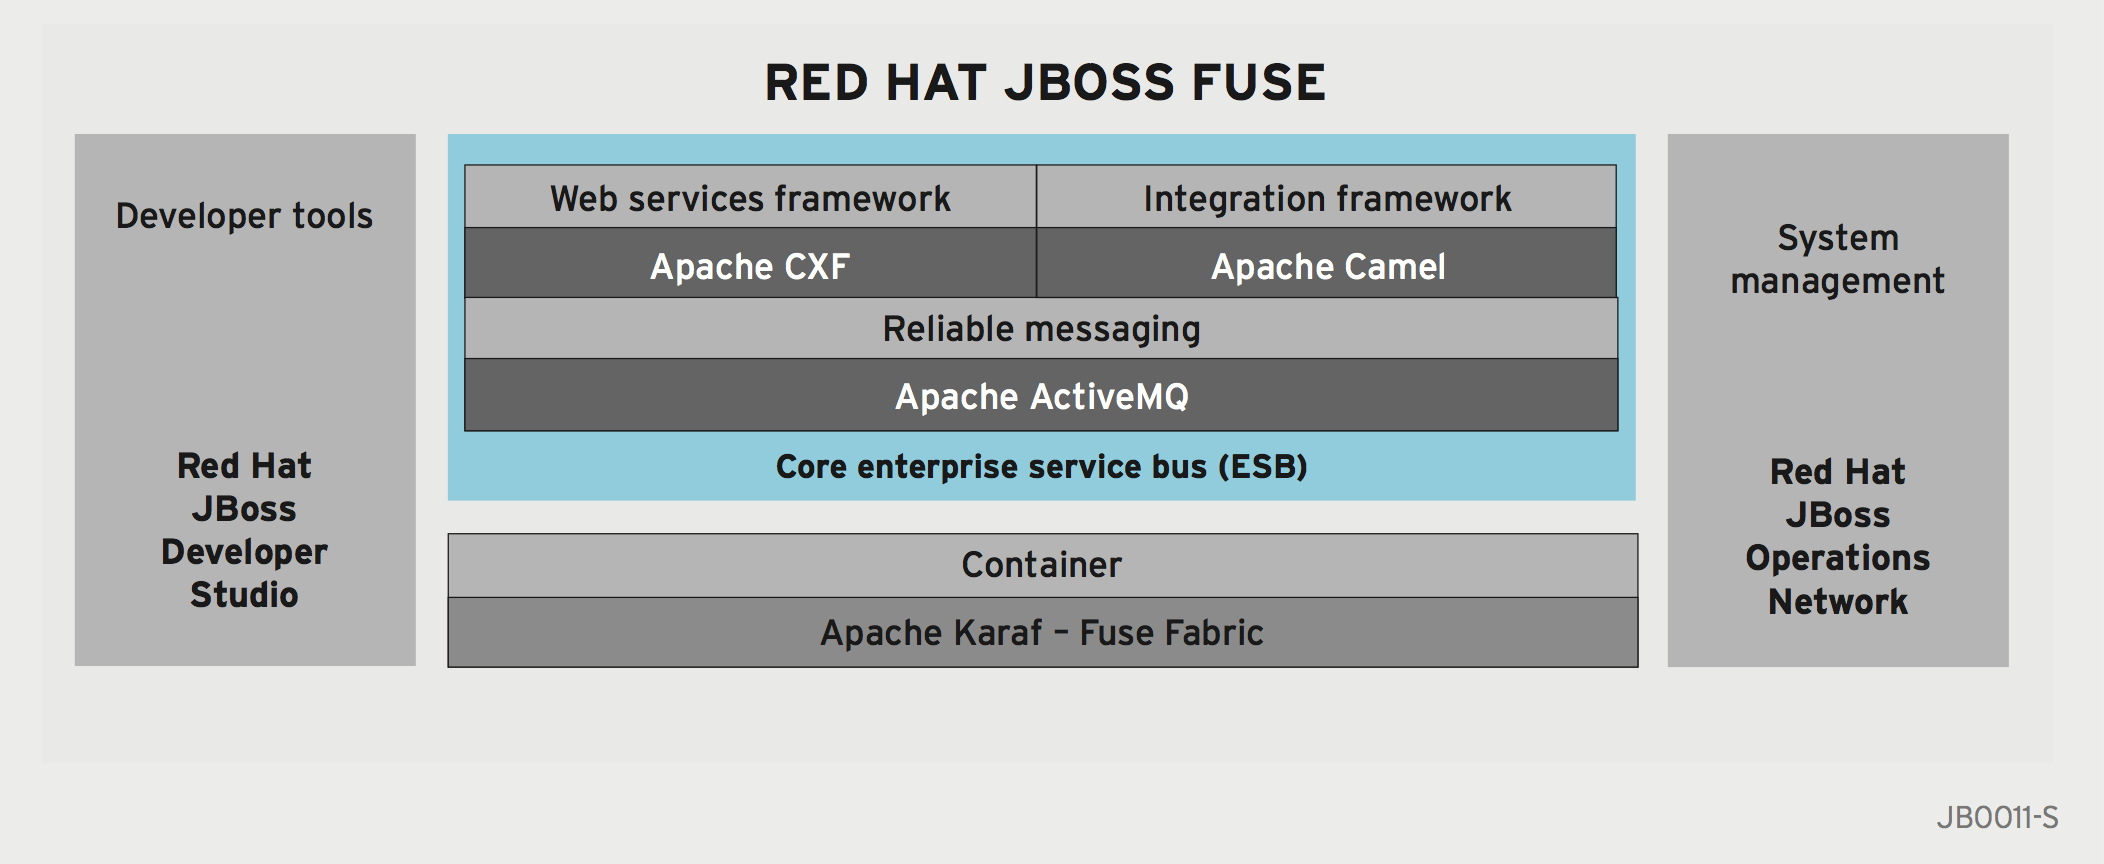 RED HAT JBOSS FUSE
Developer tools
Red Hat
JBoss
Developer
Studio
Web services framework
Integration framework
Apache CXF
Apache Camel
Reliable messaging
Apache ActiveMQ
Core enterprise service bus (ESB)
Container
Apache Karaf – Fuse Fabric
System
management
Red Hat
JBoss
Operations
Network
JB0011-S